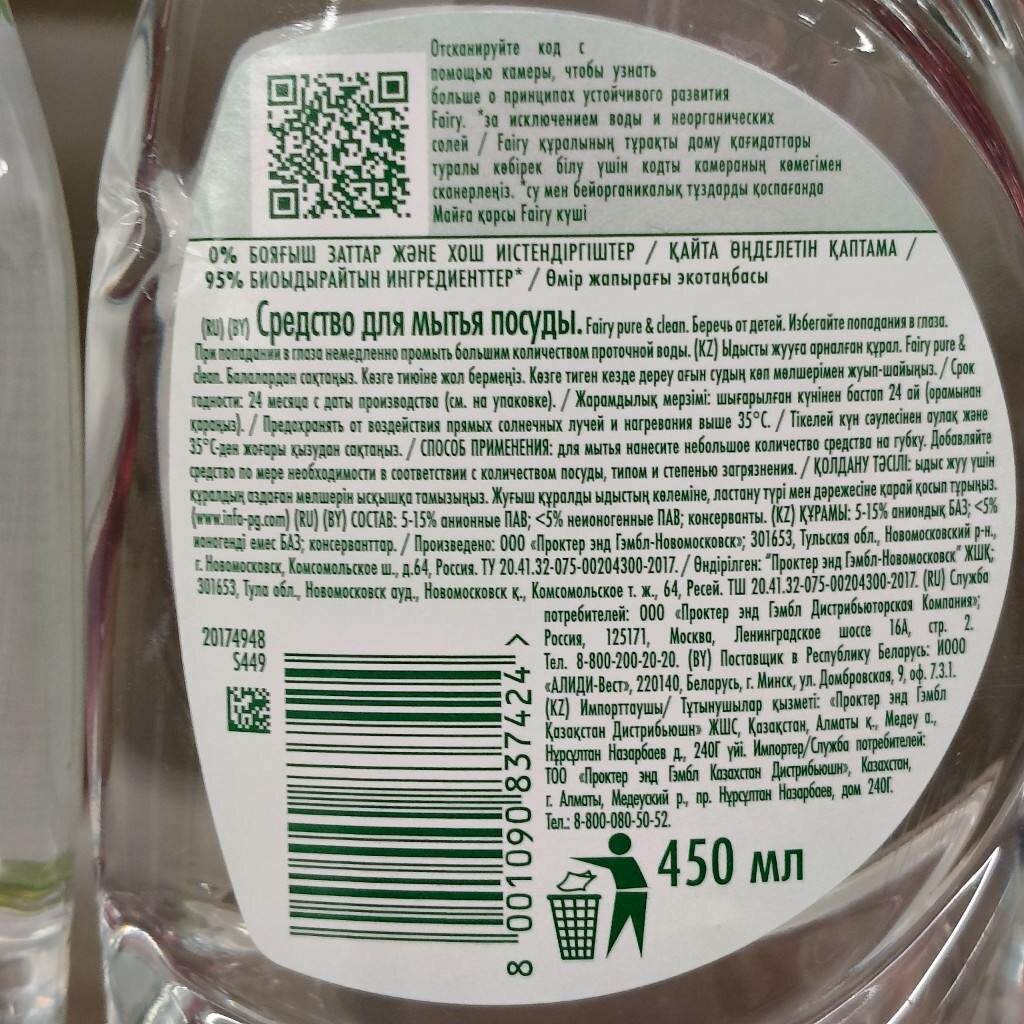 Отсканируйте код с
помощью камеры, чтобы узнать
больше о принципах устойчивого развития
Fairy. *за исключением воды и неорганических
солей / Fairy құралының тұрақты даму қағидаттары
туралы көбірек білу үшін кодты камераның көмегімен
сканерлеңіз. *су мен бейорганикалық тұздарды қоспағанда
Майға қарсы Fairy күші
0% БОЯҒЫШ ЗАТТАР ЖӘНЕ ХОШ ИІСТЕНДІРГІШТЕР / ҚАЙТА ӨҢДЕЛЕТІН ҚАПТАМА /
95% БИОЫДЫРАЙТЫН ИНГРЕДИЕНТТЕР* / Өмір жапырағы экотаңбасы
(RU) (BY) Средство для мытья посуды. Fairy pure & clean. Беречь от детей. Избегайте попадания в глаза.
При попадании в глаза немедленно промыть большим количеством проточной воды. (KZ) Ыдысты жууға арналған құрал. Fairy pure &
clean. Балалардан сақтаңыз. Көзге тиюіне жол бермеңіз. Көзге тиген кезде дереу ағын судың көп мөлшерімен жуып-шайыңыз. / Срок
годности: 24 месяца с даты производства (см. на упаковке). / Жарамдылық мерзімі: шығарылған күнінен бастап 24 ай (орамынан
қараңыз). / Предохранять от воздействия прямых солнечных лучей и нагревания выше 35°C. / Тікелей күн сәулесінен аулақ және
35°C-ден жоғары қызудан сақтаңыз. / СПОСОБ ПРИМЕНЕНИЯ: для мытья нанесите небольшое количество средства на губку. Добавляйте
средство по мере необходимости в соответствии с количеством посуды, типом и степенью загрязнения. / ҚОЛДАНУ ТӘСІЛІ: ыдыс жуу үшін
құралдың аздаған мөлшерін ысқышқа тамызыңыз. Жуғыш құралды ыдыстың көлеміне, ластану түрі мен дәрежесіне қарай қосып тұрыңыз.
(www.info-pg.com) (RU) (BY) СОСТАВ: 5-15% анионные ПАВ; <5% неионогенные ПАВ; консерванты. (KZ) ҚҰРАМЫ: 5-15% аниондық БАЗ; <5%
ионогенді емес БАЗ; консерванттар. / Произведено: ООО «Проктер энд Гэмбл-Новомосковск»; 301653, Тульская обл., Новомосковский р-н,
г. Новомосковск, Комсомольское ш., д.64, Россия. ТУ 20.41.32-075-00204300-2017. / Өндірілген: "Проктер энд Гэмбл-Новомосковск" ЖШҚ;
301653, Тула обл., Новомосковск ауд., Новомосковск қ., Комсомольское т. ж., 64, Ресей. ТШ 20.41.32-075-00204300-2017. (RU) Служба
потребителей: ООО «Проктер энд Гэмбл Дистрибьюторская Компания»;
Россия, 125171, Москва, Ленинградское шоссе 16А, стр. 2.
Тел. 8-800-200-20-20. (BY) Поставщик в Республику Беларусь: ИООО
«АЛИДИ-Вест», 220140, Беларусь, г. Минск, ул. Домбровская, 9, оф. 7.3.1.
(KZ) Импорттаушы/ Тұтынушылар қызметі: «Проктер энд Гэмбл
Қазақстан Дистрибьюшн» ЖШС, Қазақстан, Алматы қ., Медеу а.,
Нұрсұлтан Назарбаев д., 240Г үйі. Импортер/Служба потребителей:
ТОО «Проктер энд Гэмбл Казахстан Дистрибьюшн», Казахстан,
г. Алматы, Медеуский р., пр. Нұрсұлтан Назарбаев, дом 240Г.
Тел.: 8-800-080-50-52.
20174948
S449
8 001090 837424 >
450 мл